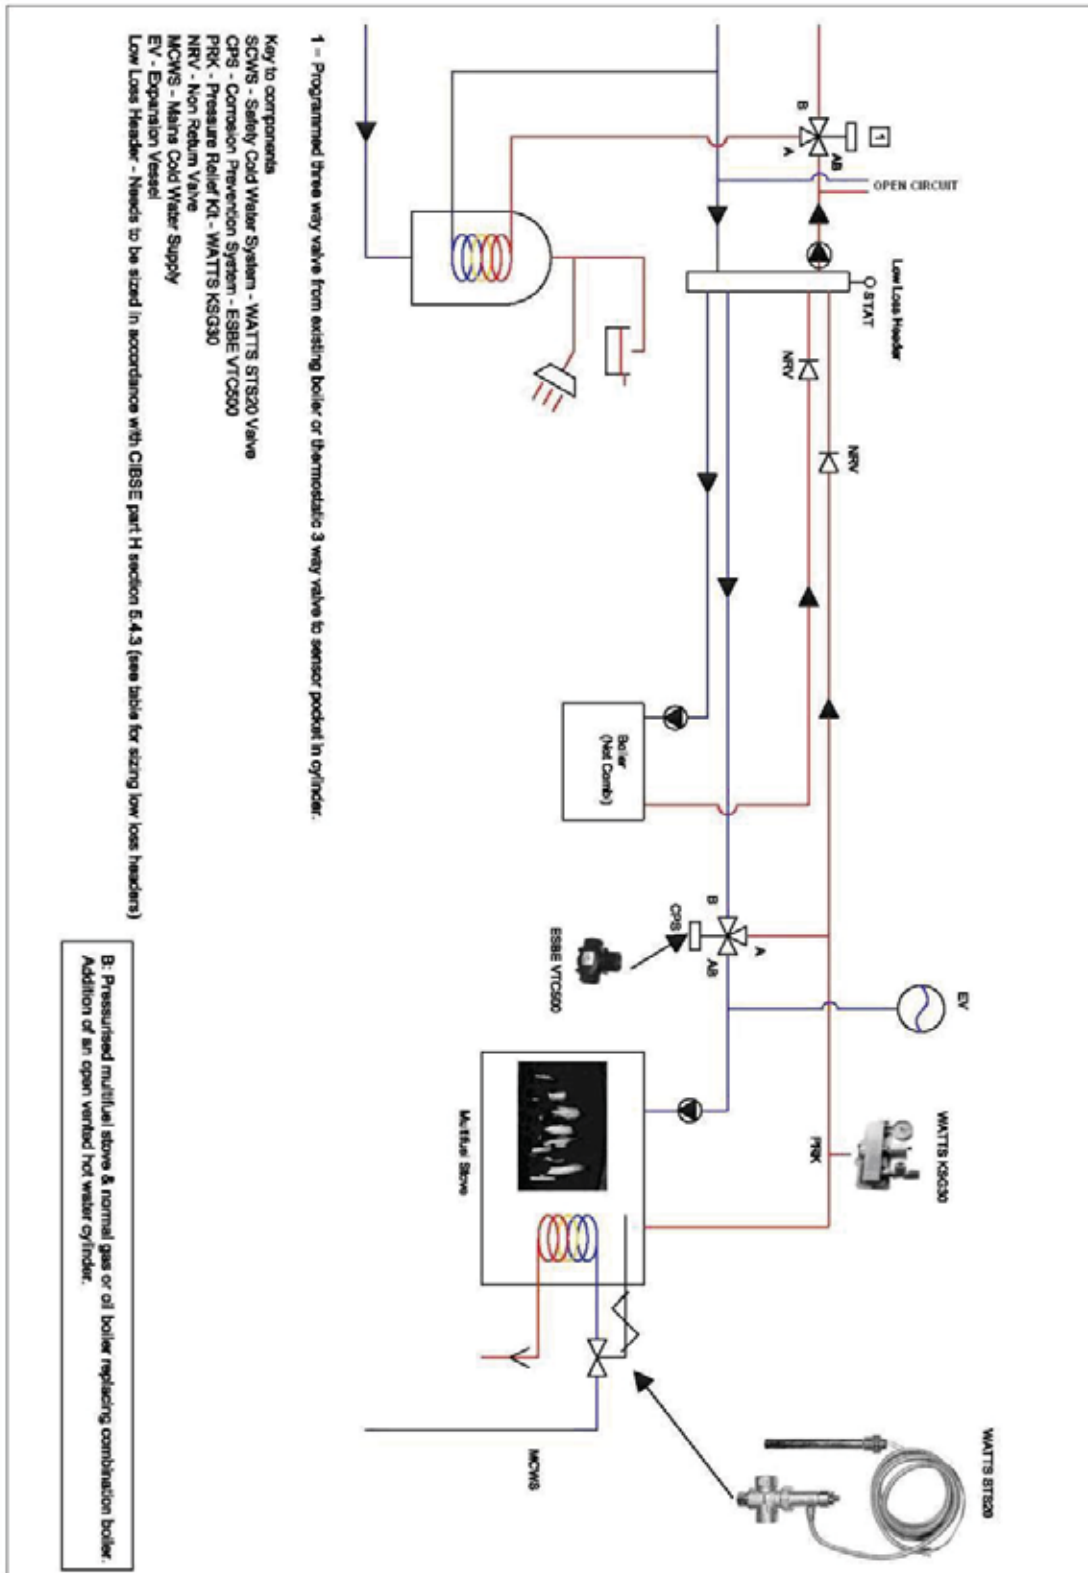 WATTS STS20
WATTS KSG30
EV
PRK
MCWS
Multifuel Stove
ESBE VTC500
A
AB
B
CPS
Boiler
(Not Combi)
NRV
NRV
Low Loss Header
STAT
OPEN CIRCUIT
1
AB
A
B
1 - Programmed three way valve from existing boiler or thermostatic 3 way valve to sensor pocket in cylinder.
Key to components
SCWS - Safety Cold Water System - WATTS STS20 Valve
CPS - Corrosion Prevention System - ESBE VTC500
PRK - Pressure Relief Kit - WATTS KSG30
NRV - Non Return Valve
MCWS - Mains Cold Water Supply
EV - Expansion Vessel
Low Loss Header - Needs to be sized in accordance with CIBSE part H section 5.4.3 (see table for sizing low loss headers)
B: Pressurised multifuel stove & normal gas or oil boiler replacing combination boiler.
Addition of an open vented hot water cylinder.